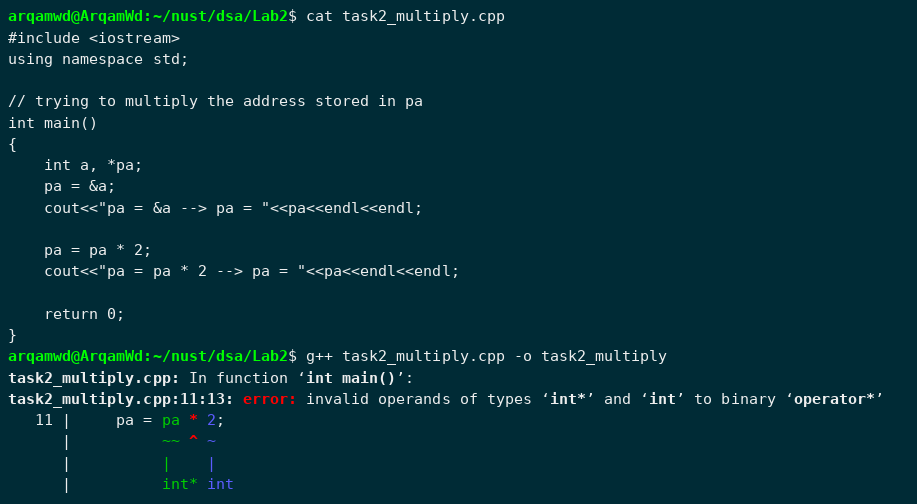 arqamwd@ArqamWd:~/nust/dsa/Lab2$ cat task2_multiply.cpp
#include <iostream>
using namespace std;

// trying to multiply the address stored in pa
int main()
{
    int a, *pa;
    pa = &a;
    cout<<"pa = &a --> pa = "<<pa<<endl<<endl;

    pa = pa * 2;
    cout<<"pa = pa * 2 --> pa = "<<pa<<endl<<endl;

    return 0;
}
arqamwd@ArqamWd:~/nust/dsa/Lab2$ g++ task2_multiply.cpp -o task2_multiply
task2_multiply.cpp: In function ‘int main()’:
task2_multiply.cpp:11:13: error: invalid operands of types ‘int*’ and ‘int’ to binary ‘operator*’
   11 |     pa = pa * 2;
      |          ~~ ^ ~
      |          |    |
      |          int* int